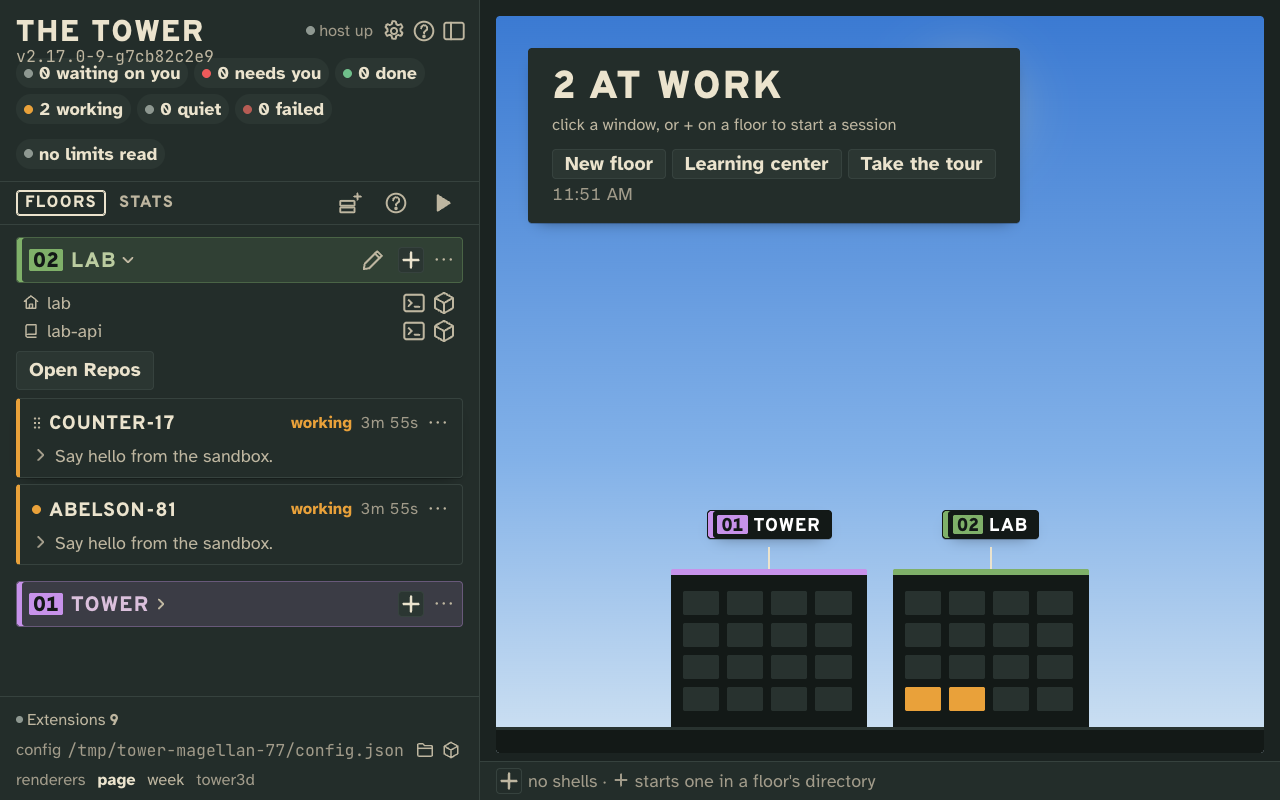 THE TOWER
host up
v2.17.0-9-g7cb82c2e9
0 waiting on you
0 needs you
0 done
2 working
0 quiet
0 failed
no limits read
FLOORS
STATS
02 LAB
lab
lab-api
Open Repos
COUNTER-17
working 3m 55s
Say hello from the sandbox.
ABELSON-81
working 3m 55s
Say hello from the sandbox.
01 TOWER
Extensions 9
config /tmp/tower-magellan-77/config.json
renderers page week tower3d
2 AT WORK
click a window, or + on a floor to start a session
New floor
Learning center
Take the tour
11:51 AM
01 TOWER
02 LAB
no shells · + starts one in a floor's directory